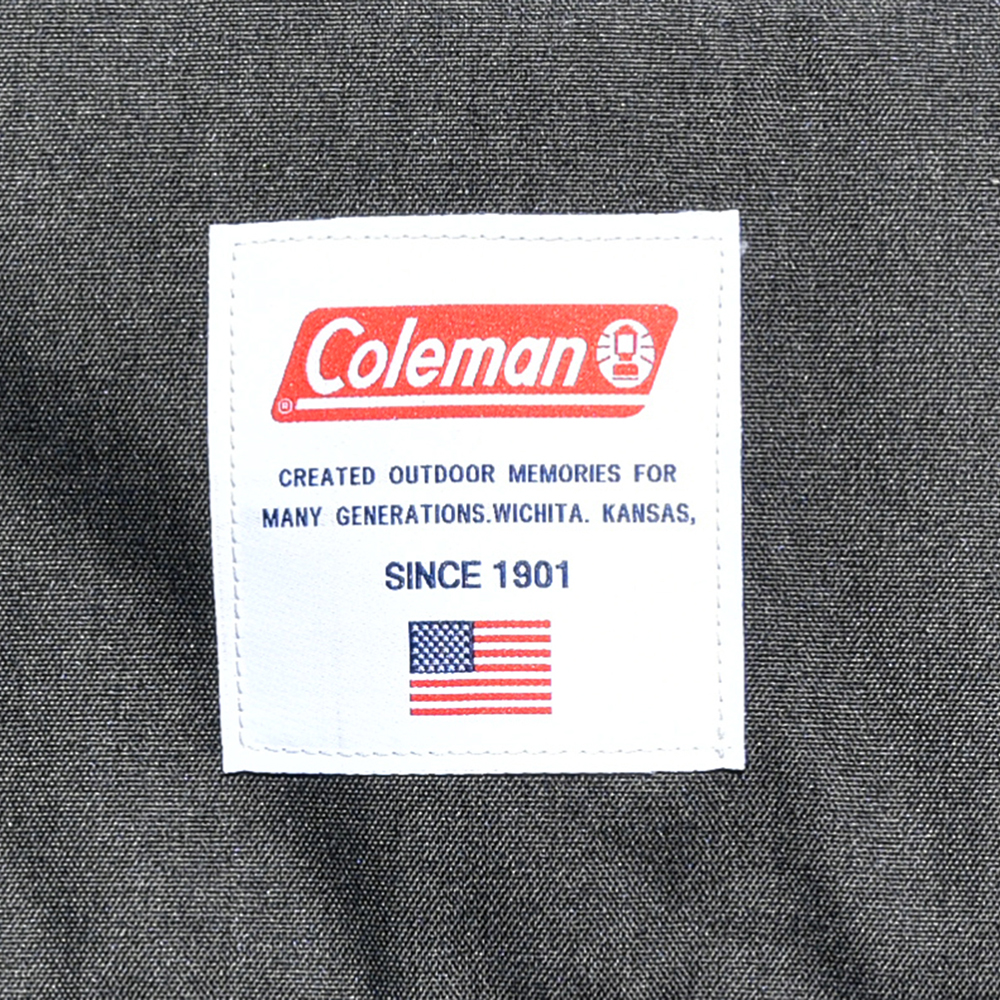 Coleman
®
CREATED OUTDOOR MEMORIES FOR
MANY GENERATIONS.WICHITA. KANSAS,
SINCE 1901